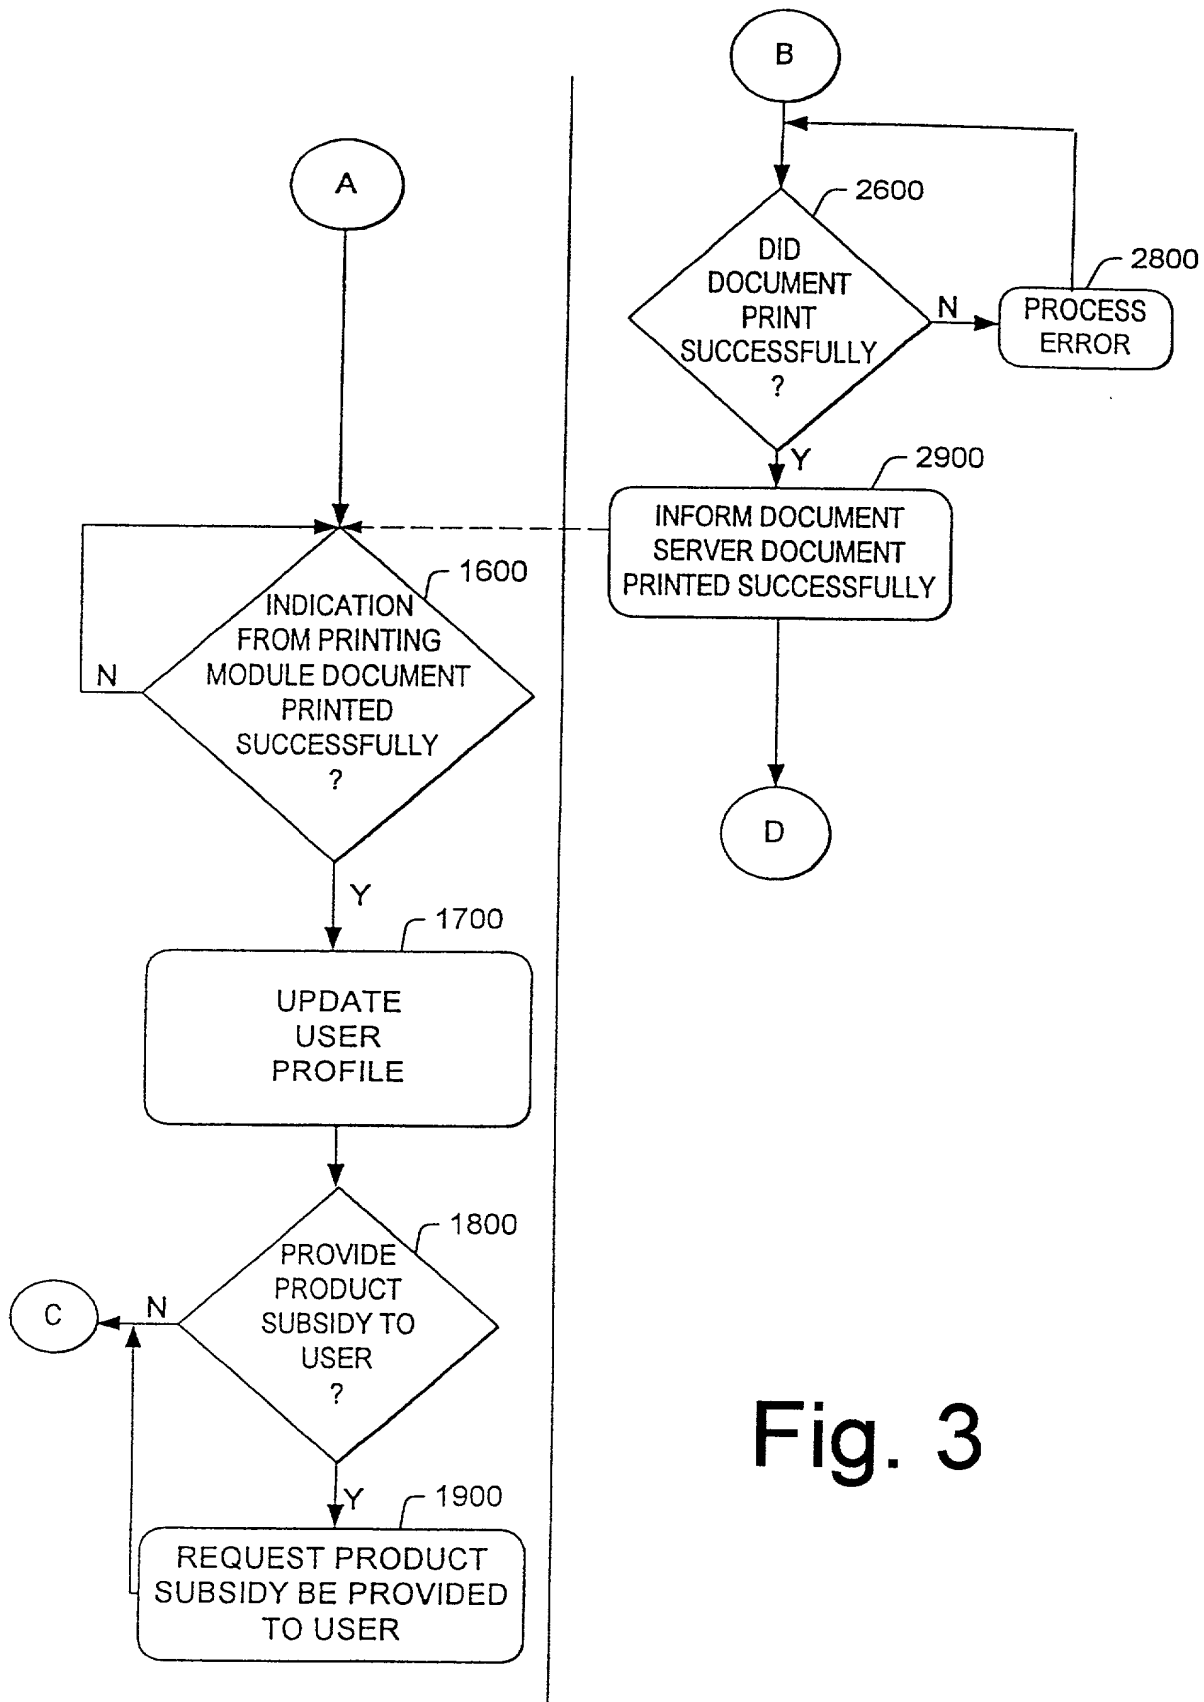 B
A
2600
DID
DOCUMENT
PRINT
SUCCESSFULLY
?
N
2800
PROCESS
ERROR
Y
2900
INFORM DOCUMENT
SERVER DOCUMENT
PRINTED SUCCESSFULLY
D
1600
INDICATION
FROM PRINTING
MODULE DOCUMENT
PRINTED
SUCCESSFULLY
?
N
Y
1700
UPDATE
USER
PROFILE
1800
PROVIDE
PRODUCT
SUBSIDY TO
USER
?
N
C
Y
1900
REQUEST PRODUCT
SUBSIDY BE PROVIDED
TO USER
Fig. 3